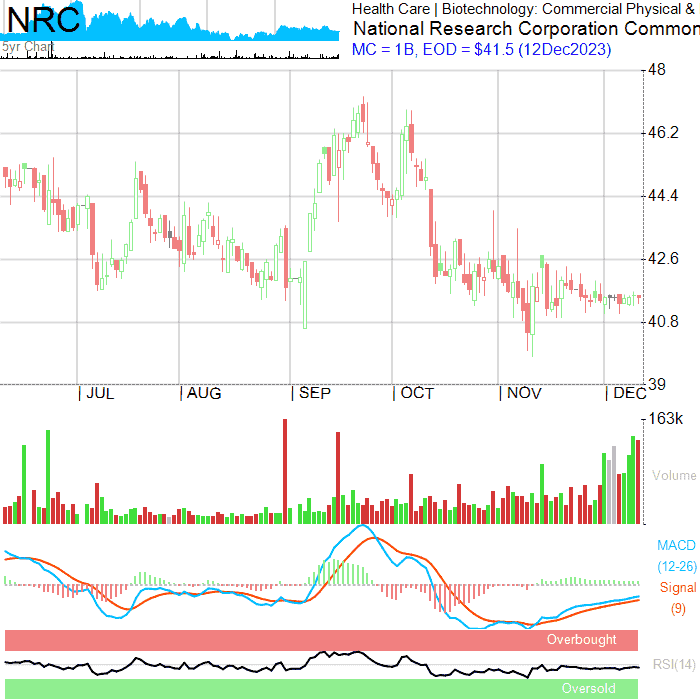 NRC
5yr Chart
Health Care | Biotechnology: Commercial Physical &
National Research Corporation Common
MC = 1B, EOD = $41.5 (12Dec2023)
48
46.2
44.4
42.6
40.8
39
| JUL | AUG | SEP | OCT | NOV | DEC
163k
Volume
MACD
(12-26)
Signal
(9)
Overbought
RSI(14)
Oversold